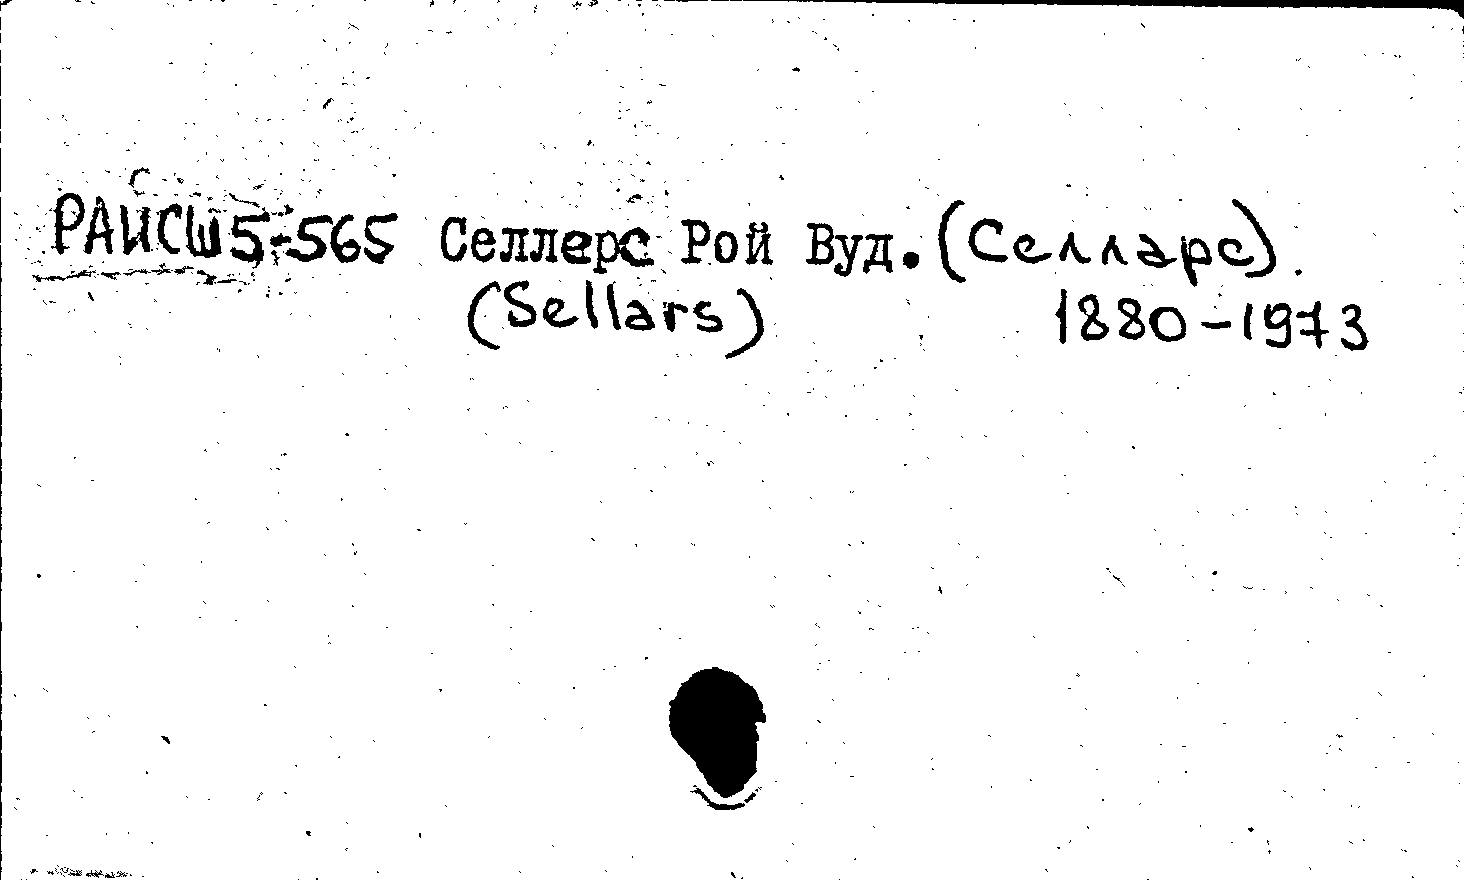 РАИСШ5-565 Селлерс Рой Вуд. (Селларс).
(Sellars) 1880-1973